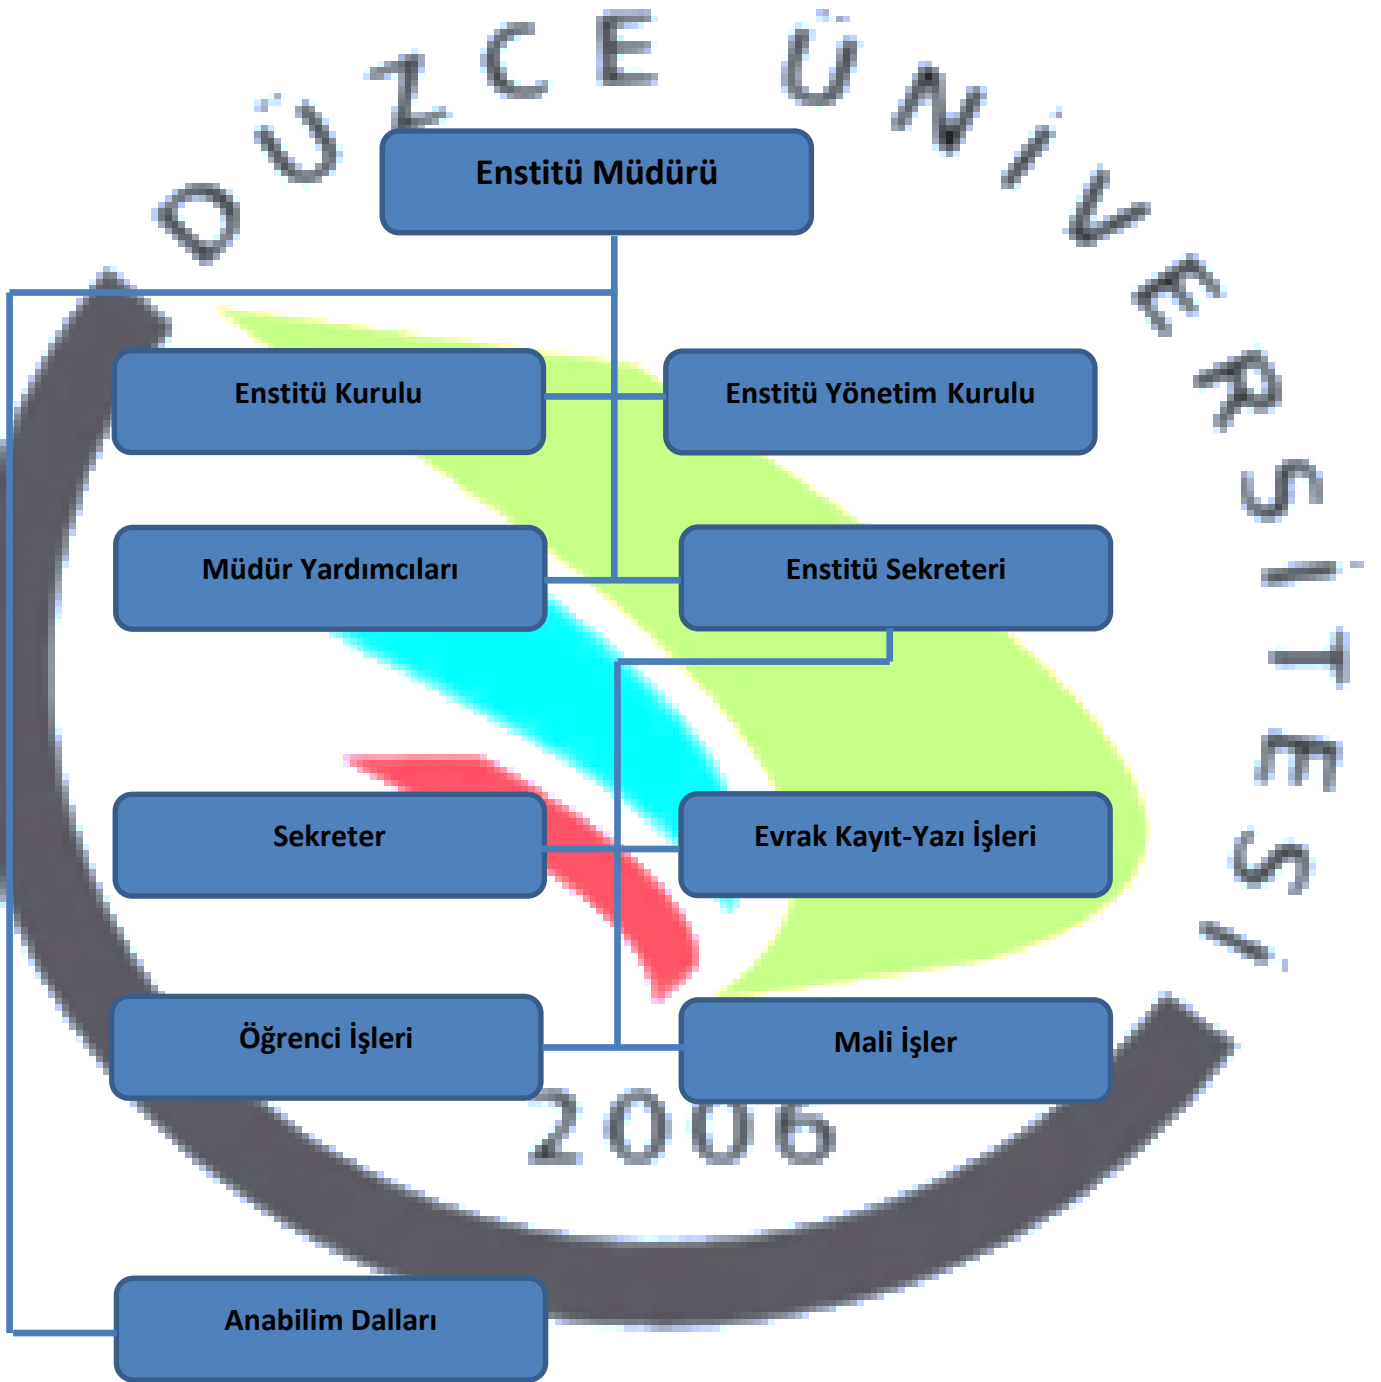 DÜZCE ÜNİVERSİTESİ
Enstitü Müdürü
Enstitü Kurulu
Enstitü Yönetim Kurulu
Müdür Yardımcıları
Enstitü Sekreteri
Sekreter
Evrak Kayıt-Yazı İşleri
Öğrenci İşleri
Mali İşler
2006
Anabilim Dalları